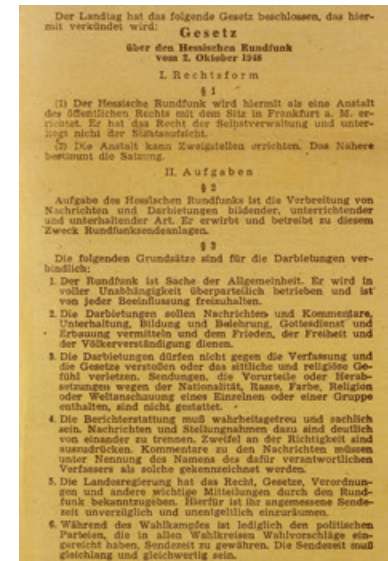 Der Landtag hat das folgende Gesetz beschlossen, das hier-
mit verkündet wird:
Gesetz
über den Hessischen Rundfunk
vom 2. Oktober 1948
I. Rechtsform
§ 1
(1) Der Hessische Rundfunk wird hiermit als eine Anstalt
des öffentlichen Rechts mit dem Sitz in Frankfurt a. M. er-
richtet. Er hat das Recht der Selbstverwaltung und unter-
liegt nicht der Staatsaufsicht.
(2) Die Anstalt kann Zweigstellen errichten. Das Nähere
bestimmt die Satzung.
II. Aufgaben
§ 2
Aufgabe des Hessischen Rundfunks ist die Verbreitung von
Nachrichten und Darbietungen bildender, unterrichtender
und unterhaltender Art. Er erwirbt und betreibt zu diesem
Zweck Rundfunksendeanlagen.
§ 3
Die folgenden Grundsätze sind für die Darbietungen ver-
bindlich:
1. Der Rundfunk ist Sache der Allgemeinheit. Er wird in
voller Unabhängigkeit überparteilich betrieben und ist
von jeder Beeinflussung freizuhalten.
2. Die Darbietungen sollen Nachrichten und Kommentare,
Unterhaltung, Bildung und Belehrung, Gottesdienst und
Erbauung vermitteln und dem Frieden, der Freiheit und
der Völkerverständigung dienen.
3. Die Darbietungen dürfen nicht gegen die Verfassung und
die Gesetze verstoßen oder das sittliche und religiöse Ge-
fühl verletzen. Sendungen, die Vorurteile oder Herab-
setzungen wegen der Nationalität, Rasse, Farbe, Religion
oder Weltanschauung eines Einzelnen oder einer Gruppe
enthalten, sind nicht gestattet.
4. Die Berichterstattung muß wahrheitsgetreu und sachlich
sein. Nachrichten und Stellungnahmen dazu sind deutlich
von einander zu trennen. Zweifel an der Richtigkeit sind
auszudrücken. Kommentare zu den Nachrichten müssen
unter Nennung des Namens des dafür verantwortlichen
Verfassers als solche gekennzeichnet werden.
5. Die Landesregierung hat das Recht, Gesetze, Verordnun-
gen und andere wichtige Mitteilungen durch den Rund-
funk bekanntzugeben. Hierfür ist ihr angemessene Sende-
zeit unverzüglich und unentgeltlich einzuräumen.
6. Während des Wahlkampfes ist lediglich den politischen
Parteien, die in allen Wahlkreisen Wahlvorschläge ein-
gereicht haben, Sendezeit zu gewähren. Die Sendezeit muß
gleichlang und gleichwertig sein.